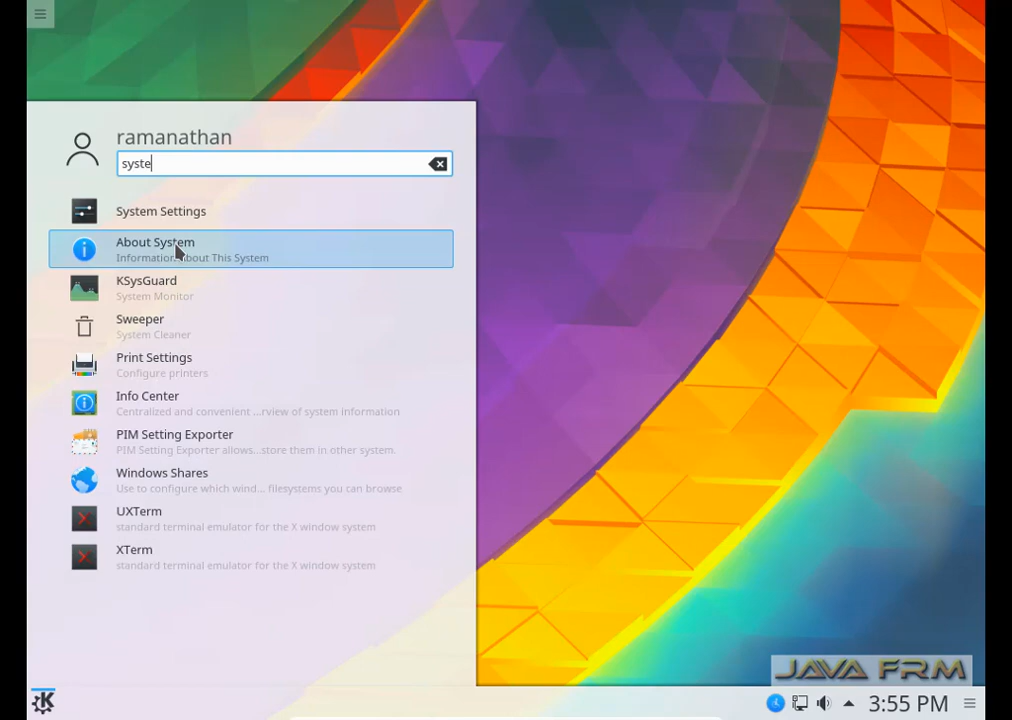 ramanathan
syste
System Settings
About System
Information About This System
KSysGuard
System Monitor
Sweeper
System Cleaner
Print Settings
Configure printers
Info Center
Centralized and convenient ...rview of system information
PIM Setting Exporter
PIM Setting Exporter allows...store them in other system.
Windows Shares
Use to configure which wind... filesystems you can browse
UXTerm
standard terminal emulator for the X window system
XTerm
standard terminal emulator for the X window system
JAVA FRM
3:55 PM